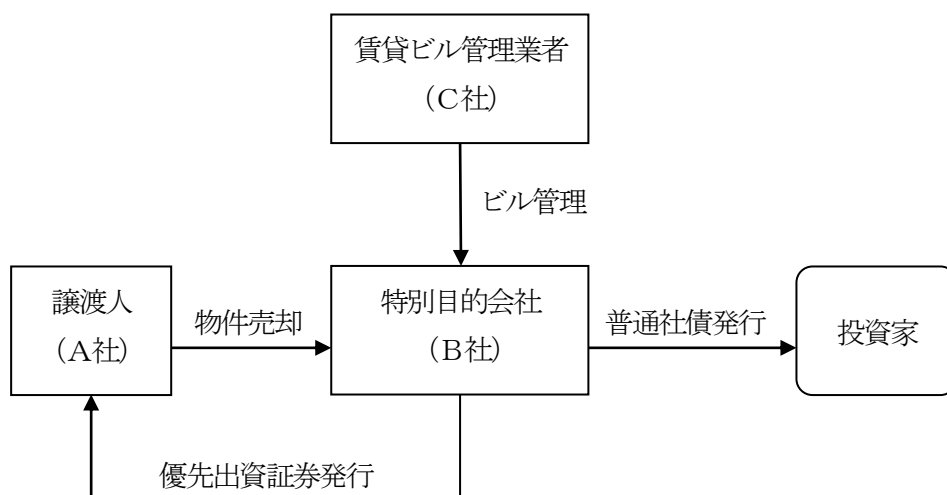 賃貸ビル管理業者
(C社)
ビル管理
譲渡人
(A社)
物件売却
特別目的会社
(B社)
普通社債発行
投資家
優先出資証券発行